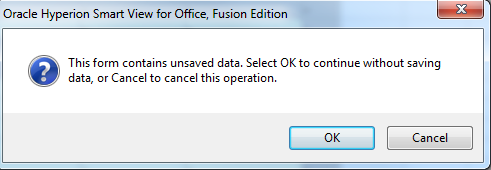 Oracle Hyperion Smart View for Office, Fusion Edition
This form contains unsaved data. Select OK to continue without saving
data, or Cancel to cancel this operation.
OK
Cancel